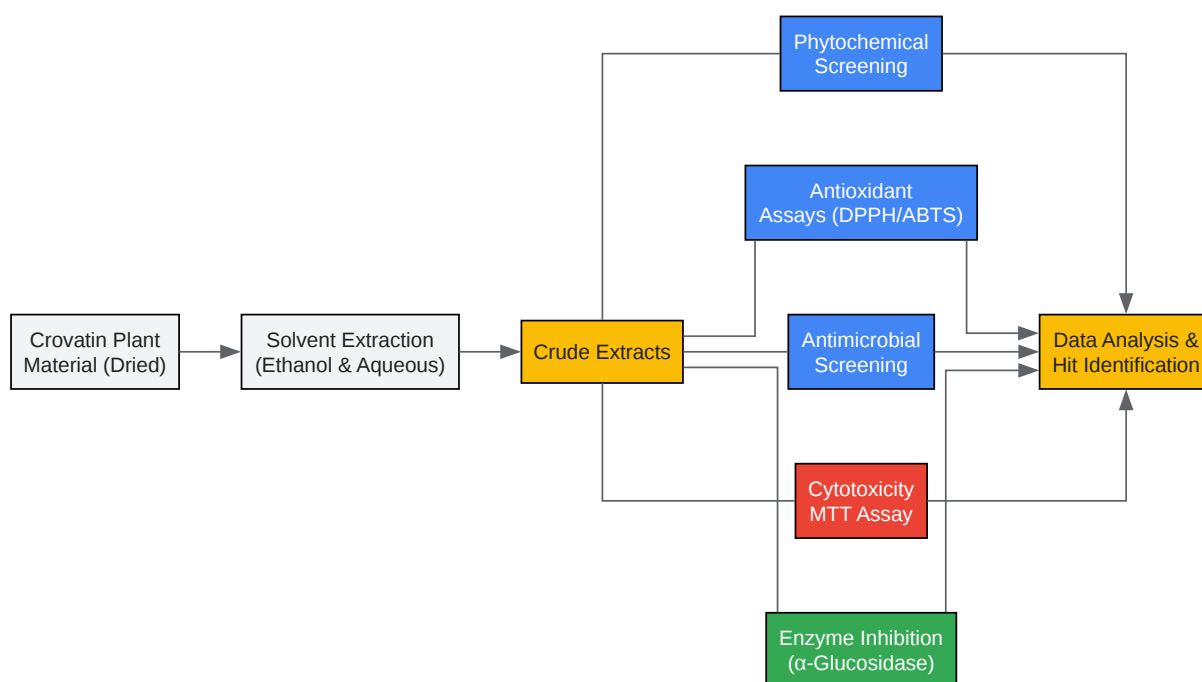 Phytochemical
Screening
Antioxidant
Assays (DPPH/ABTS)
Crovatin Plant
Material (Dried)
Solvent Extraction
(Ethanol & Aqueous)
Crude Extracts
Antimicrobial
Screening
Data Analysis &
Hit Identification
Cytotoxicity
MTT Assay
Enzyme Inhibition
(α-Glucosidase)